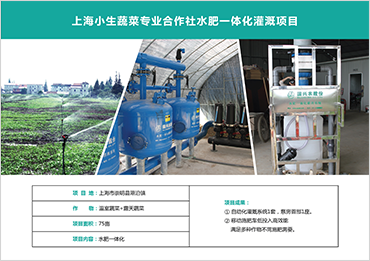 上海小生蔬菜专业合作社水肥一体化灌溉项目
项 目 地：上海市崇明县港沿镇
作 物：温室蔬菜+露天蔬菜
项目面积：75亩
项目内容：水肥一体化
项目成果：
① 自动化灌溉系统1套，泵房首部1座。
② 移动施肥车低投入高效能
满足多种作物不同施肥需要。